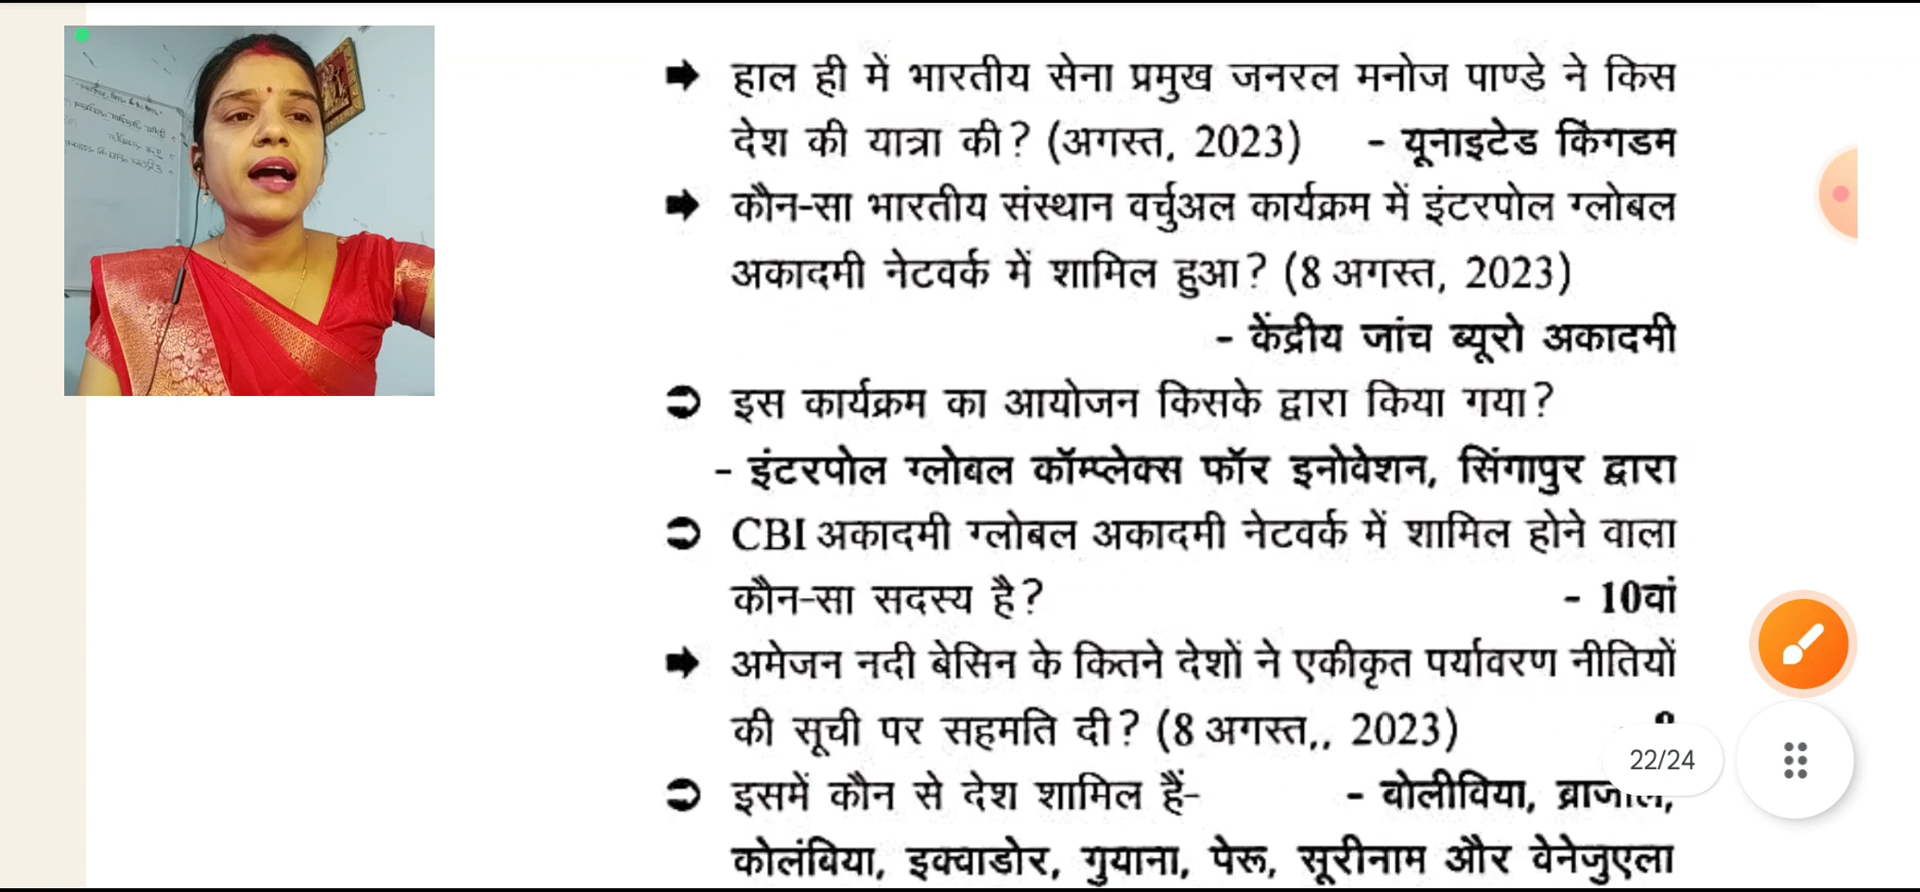 ➡ हाल ही में भारतीय सेना प्रमुख जनरल मनोज पाण्डे ने किस
देश की यात्रा की? (अगस्त, 2023) - यूनाइटेड किंगडम
➡ कौन-सा भारतीय संस्थान वर्चुअल कार्यक्रम में इंटरपोल ग्लोबल
अकादमी नेटवर्क में शामिल हुआ? (8 अगस्त, 2023)
- केंद्रीय जांच ब्यूरो अकादमी
⮊ इस कार्यक्रम का आयोजन किसके द्वारा किया गया?
- इंटरपोल ग्लोबल कॉम्प्लेक्स फॉर इनोवेशन, सिंगापुर द्वारा
⮊ CBI अकादमी ग्लोबल अकादमी नेटवर्क में शामिल होने वाला
कौन-सा सदस्य है? - 10वां
➡ अमेजन नदी बेसिन के कितने देशों ने एकीकृत पर्यावरण नीतियों
की सूची पर सहमति दी? (8 अगस्त,, 2023)
22/24
⮊ इसमें कौन से देश शामिल हैं- - बोलीविया, ब्राजील,
कोलंबिया, इक्वाडोर, गुयाना, पेरू, सूरीनाम और वेनेजुएला